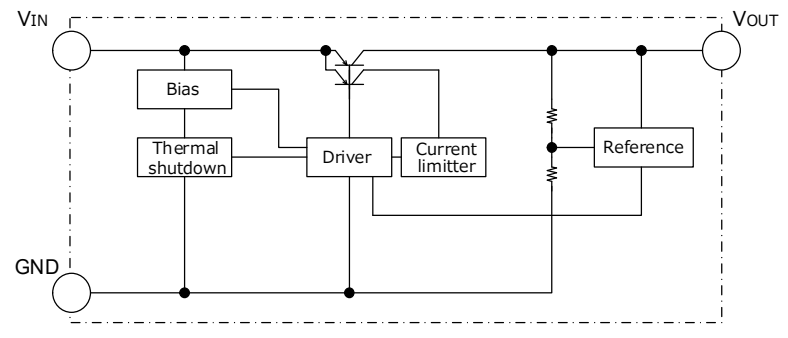 VIN
VOUT
Bias
Thermal
shutdown
Driver
Current
limitter
Reference
GND